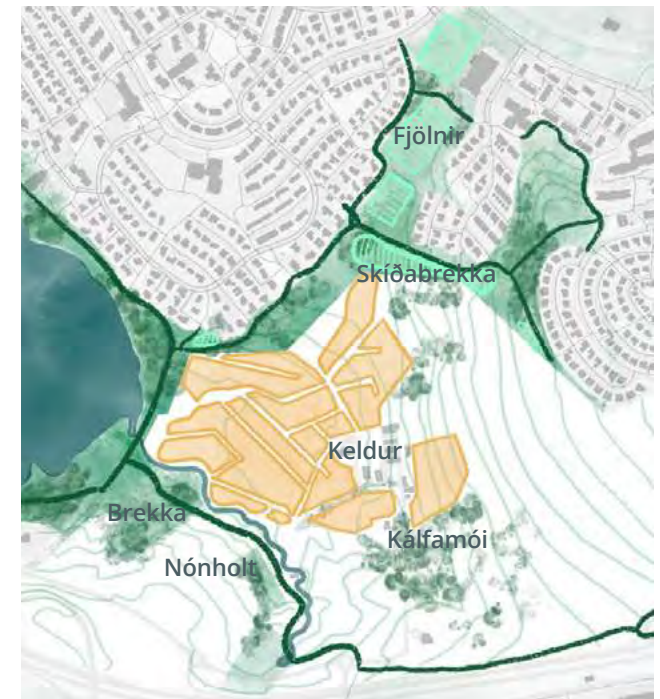 Fjölnir
Skíðabrekka
Keldur
Brekka
Kálfamói
Nónholt